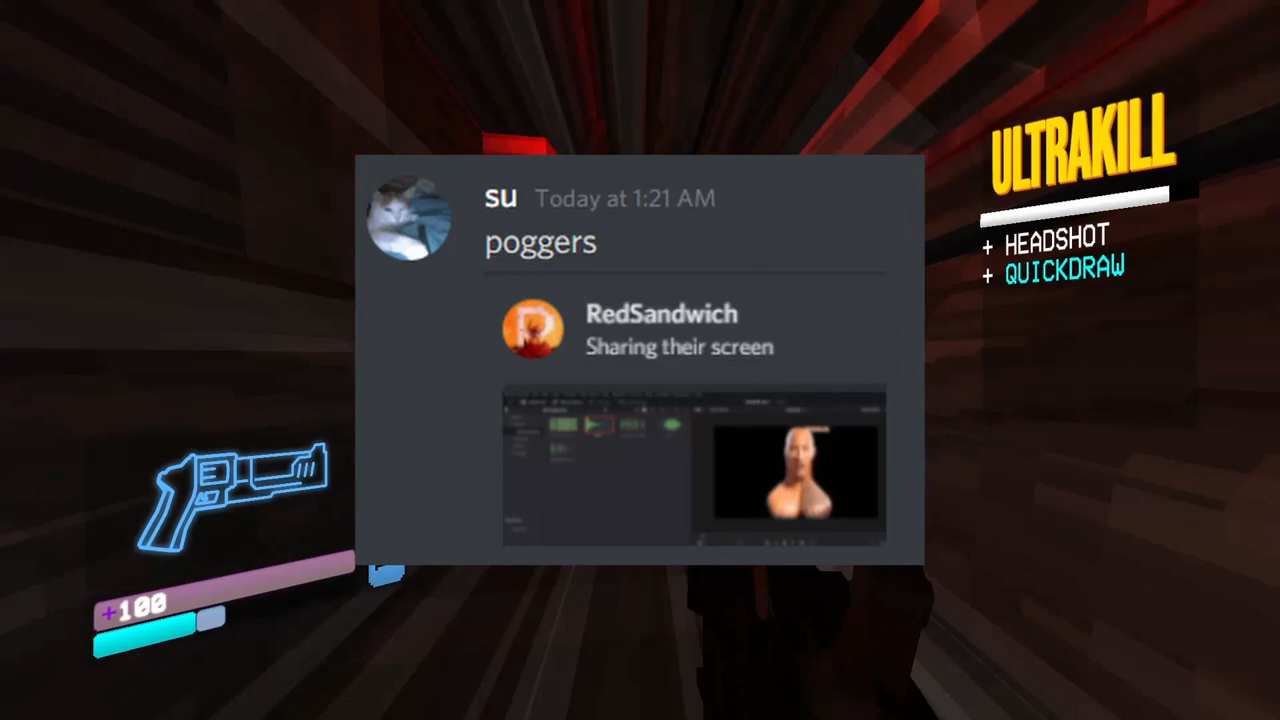 ULTRAKILL
+ HEADSHOT
+ QUICKDRAW
su Today at 1:21 AM
poggers
RedSandwich
Sharing their screen
+100